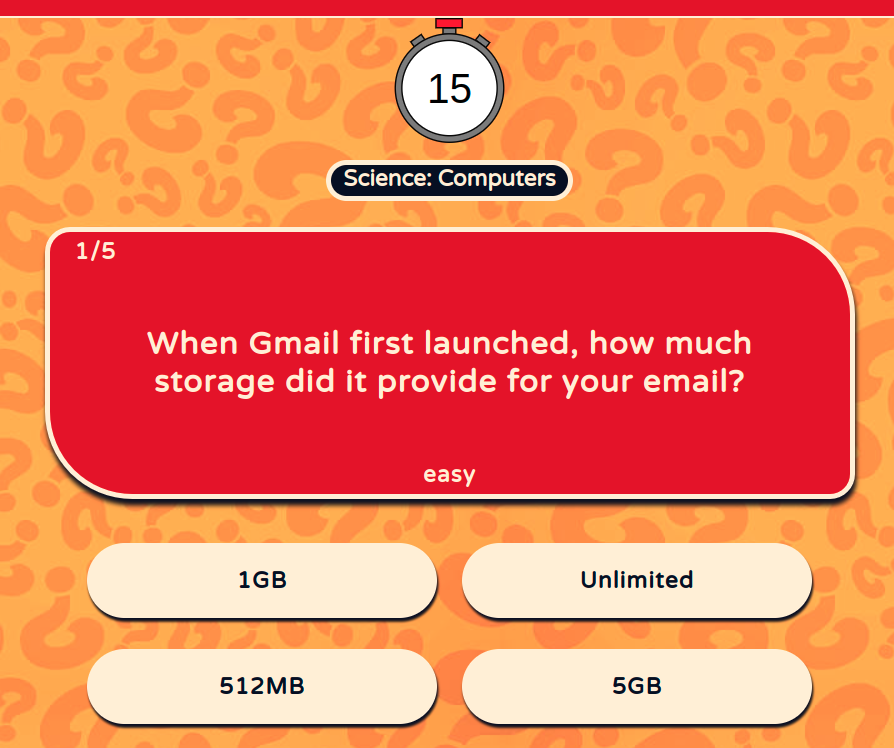 15
Science: Computers
1/5
When Gmail first launched, how much
storage did it provide for your email?
easy
1GB
Unlimited
512MB
5GB